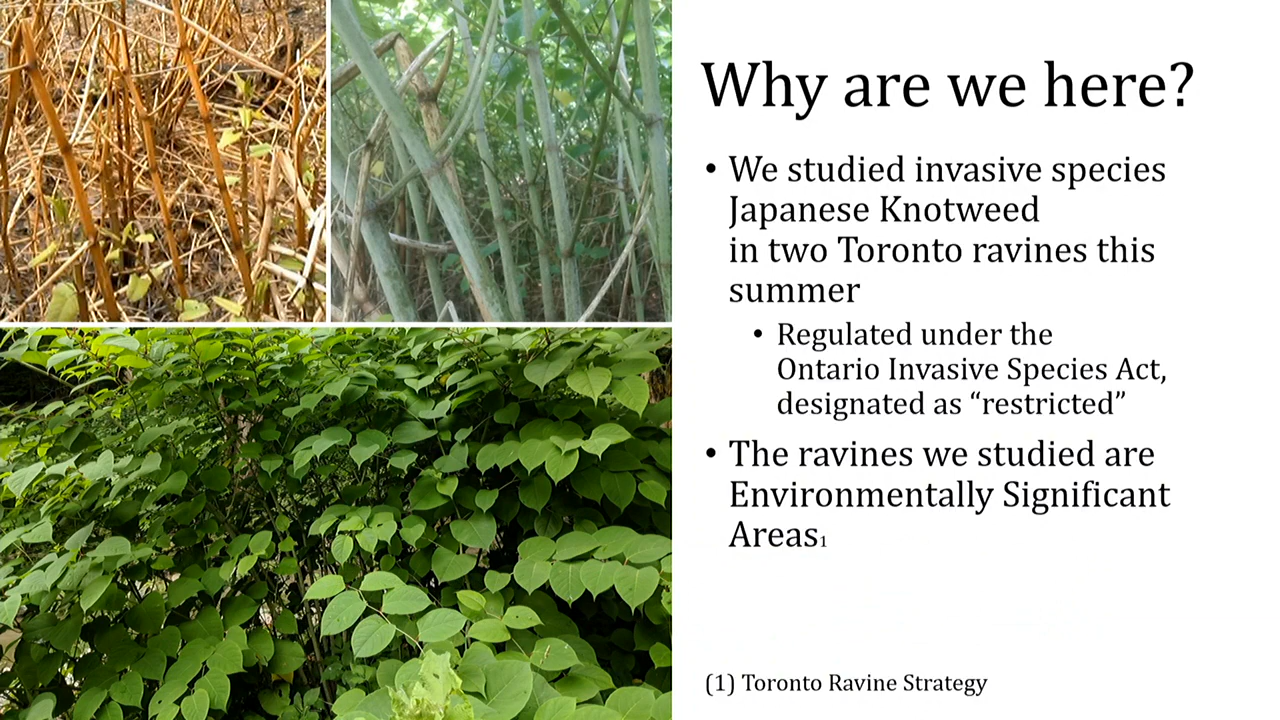 Why are we here?
• We studied invasive species
Japanese Knotweed
in two Toronto ravines this
summer
• Regulated under the
Ontario Invasive Species Act,
designated as “restricted”
• The ravines we studied are
Environmentally Significant
Areas₁
(1) Toronto Ravine Strategy